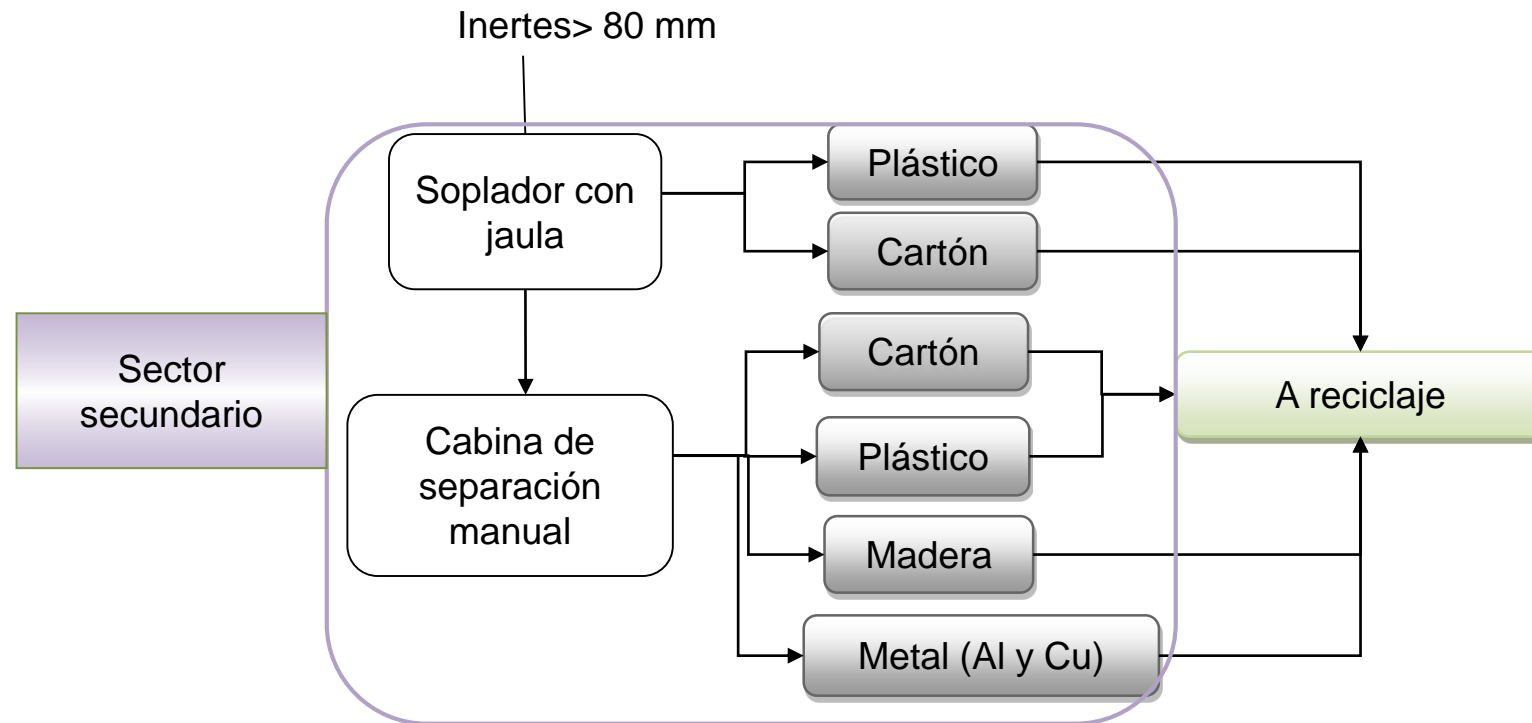 Inertes> 80 mm
Soplador con
jaula
Plástico
Cartón
Sector
secundario
Cabina de
separación
manual
Cartón
Plástico
Madera
Metal (Al y Cu)
A reciclaje